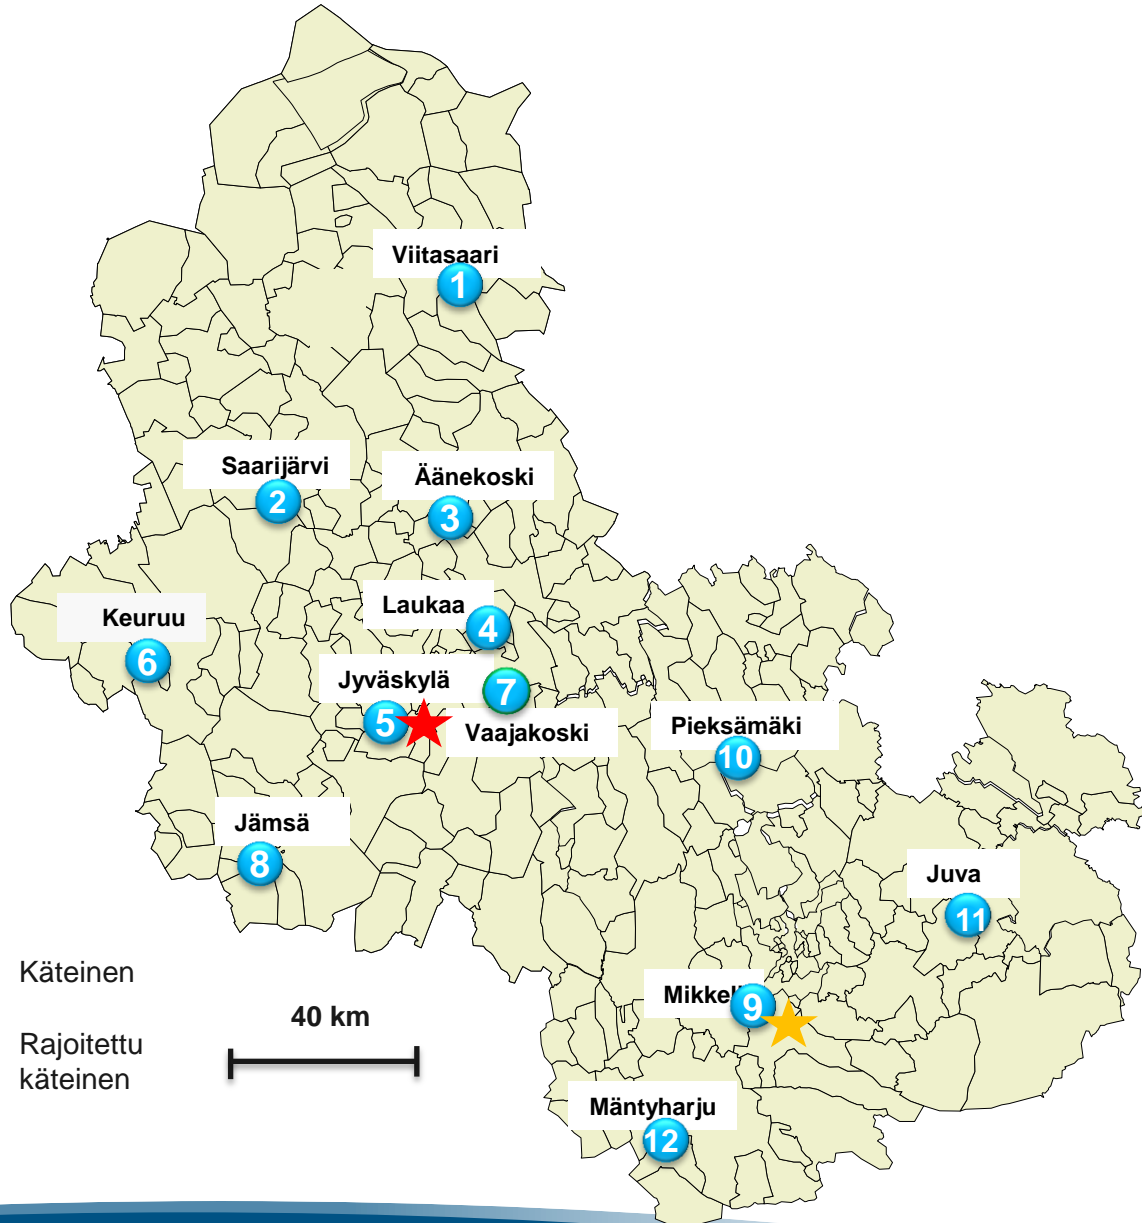 Viitasaari
1
Saarijärvi
2
Äänekoski
3
Laukaa
4
Keuruu
6
Jyväskylä
5
7
Vaajakoski
Pieksämäki
10
Jämsä
8
Juva
11
Käteinen
Rajoitettu
käteinen
40 km
Mikkeli
9
Mäntyharju
12